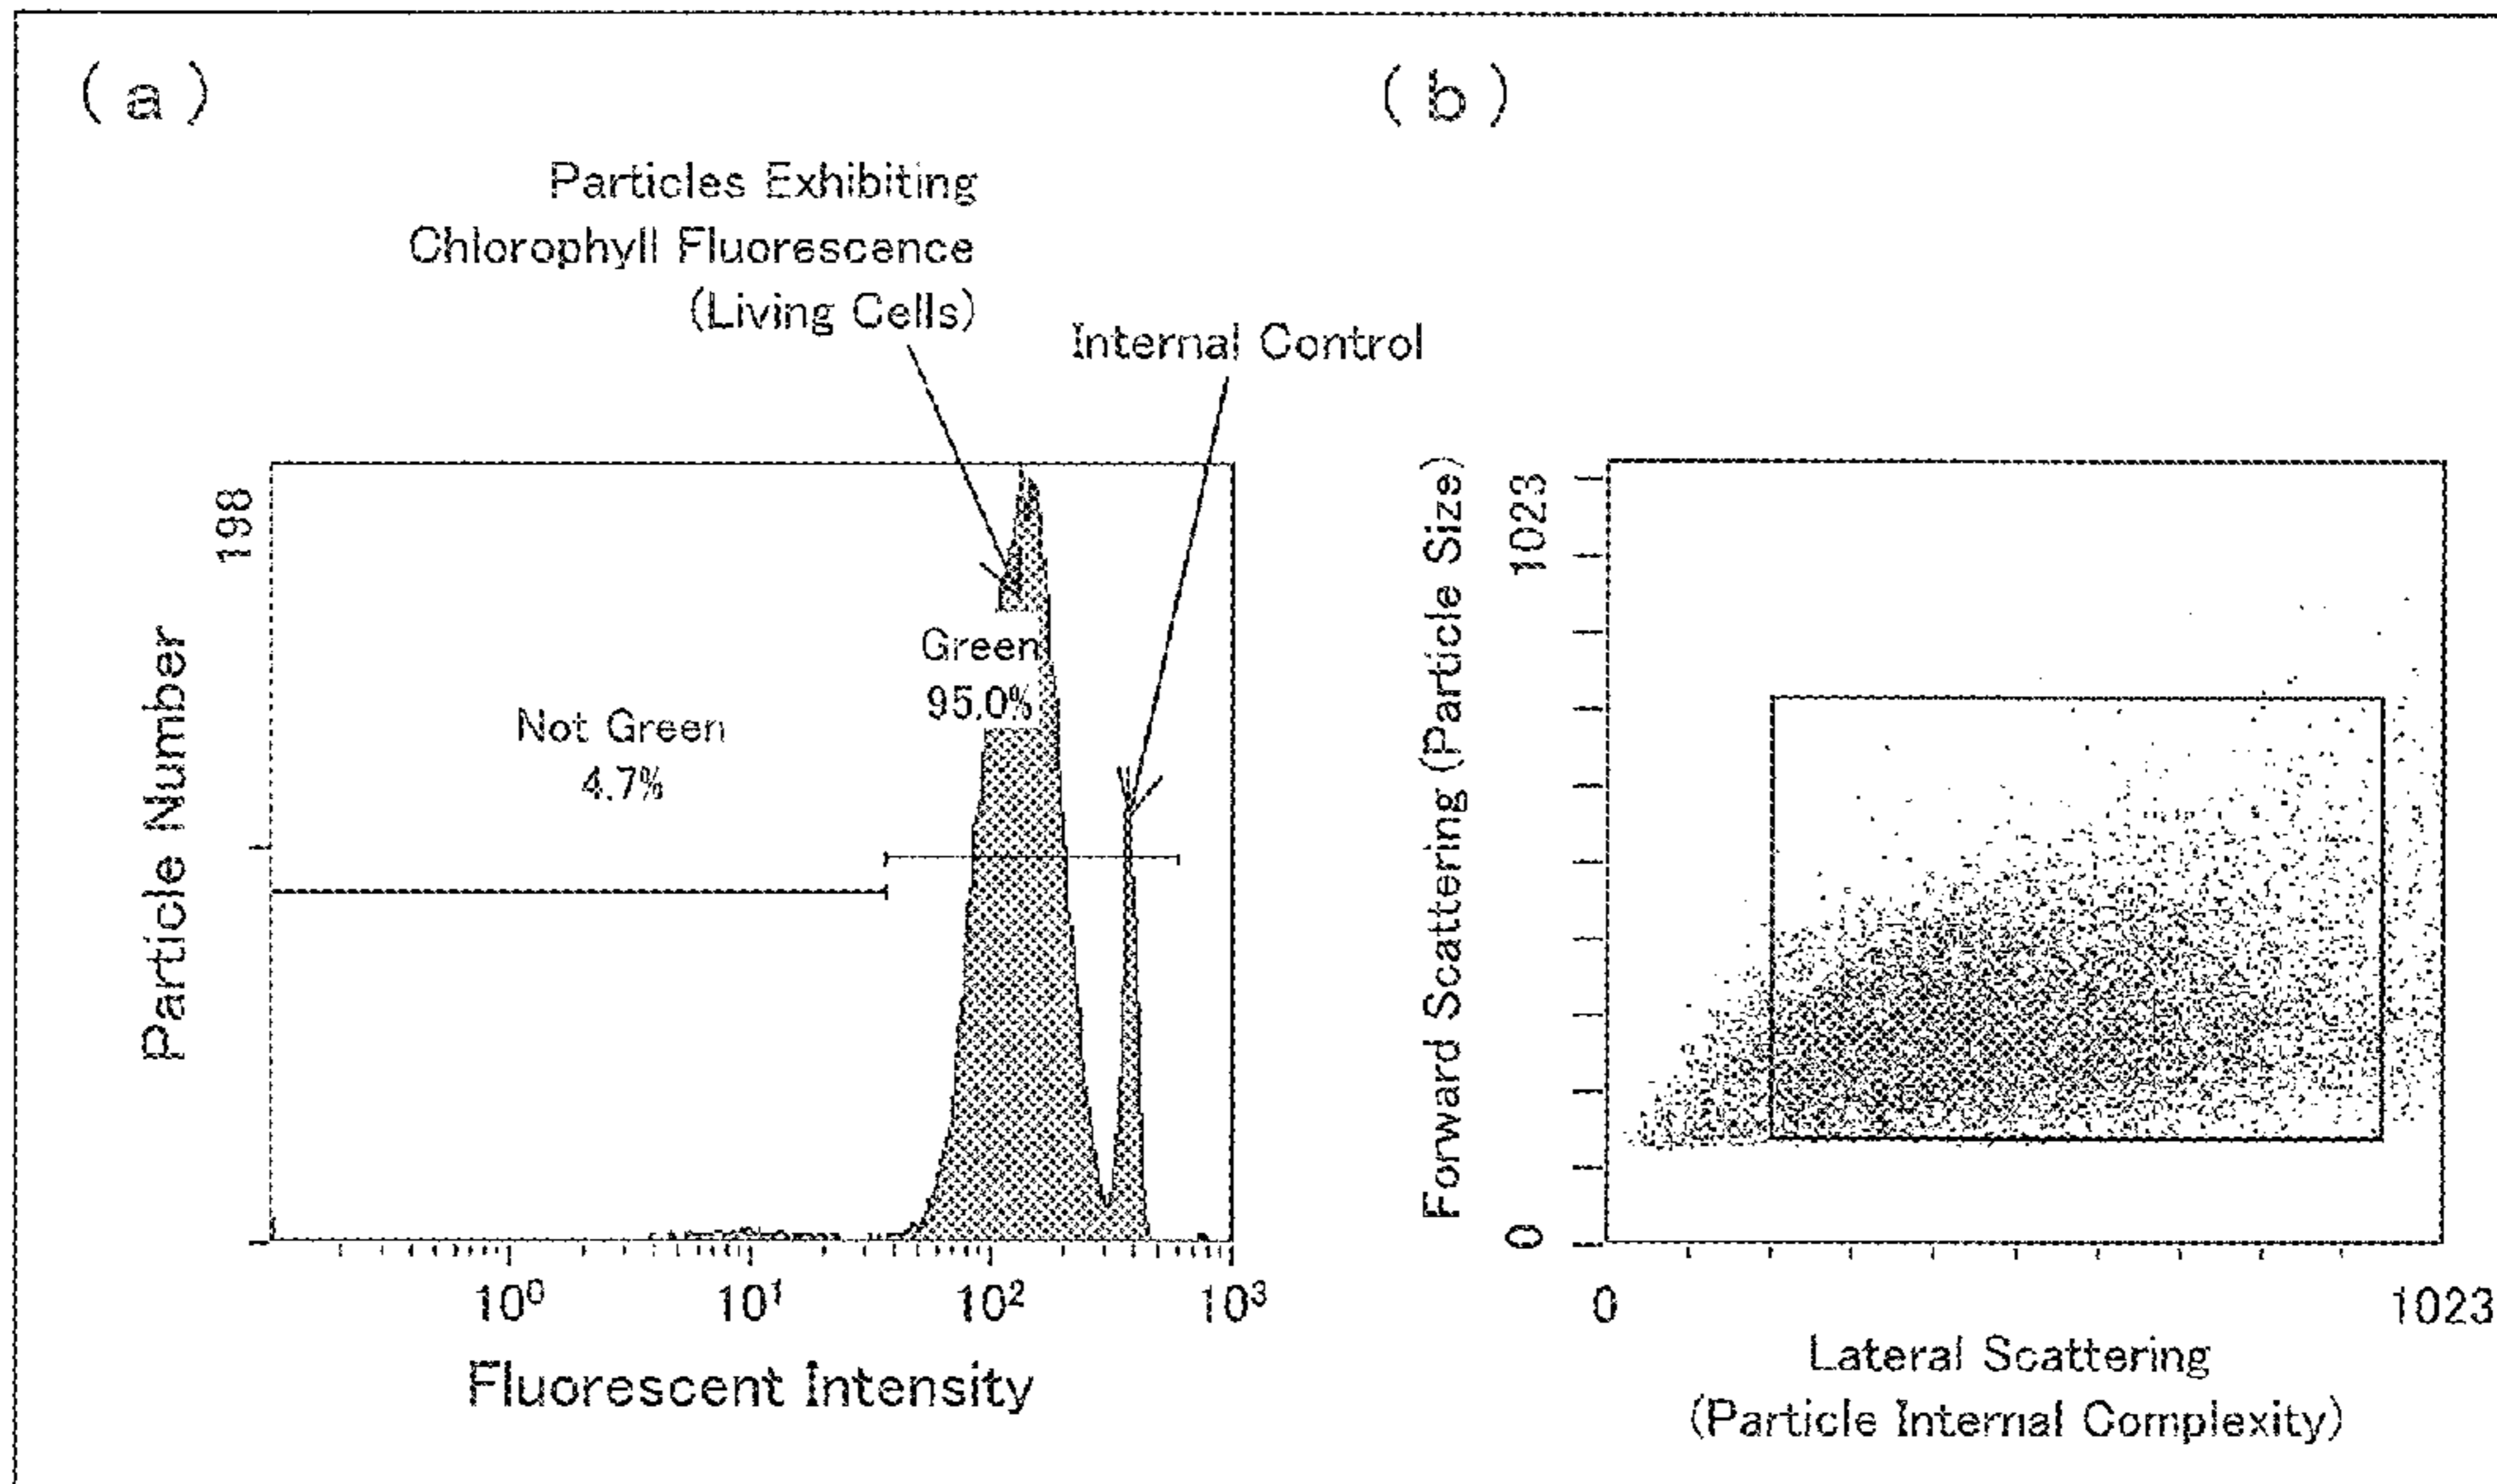 (a)
Particles Exhibiting
Chlorophyll Fluorescence
(Living Cells)
Internal Control
198
Particle Number
Not Green
4.7%
Green
95.0%
10⁰ 10¹ 10² 10³
Fluorescent Intensity
(b)
Forward Scattering (Particle Size)
1023
0
0 1023
Lateral Scattering
(Particle Internal Complexity)